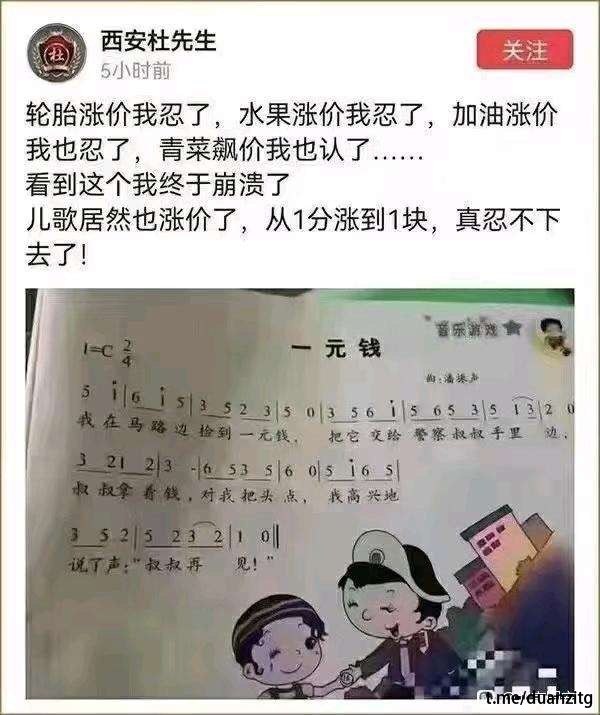 西安杜先生
5小时前
关注
轮胎涨价我忍了，水果涨价我忍了，加油涨价
我也忍了，青菜飙价我也认了……
看到这个我终于崩溃了
儿歌居然也涨价了，从1分涨到1块，真忍不下
去了！
音乐游戏
1=C 2/4
一元钱
曲：潘振声
5 i|6 i 5|3 5 2 3|5 0|3 5 6 i|5 6 5 3|5 1 3|2 0
我在马路边捡到一元钱，把它交给警察叔叔手里边，
3 21 2|3 -|6 53 5|6 0|5 i 6 5|
叔叔拿着钱，对我把头点，我高兴地
3 5 2|5 2 3 2|1 0‖
说了声：“叔叔再见！”
t.me/duanzitg